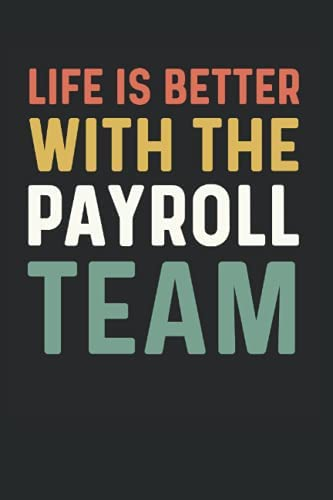 LIFE IS BETTER
WITH THE
PAYROLL
TEAM